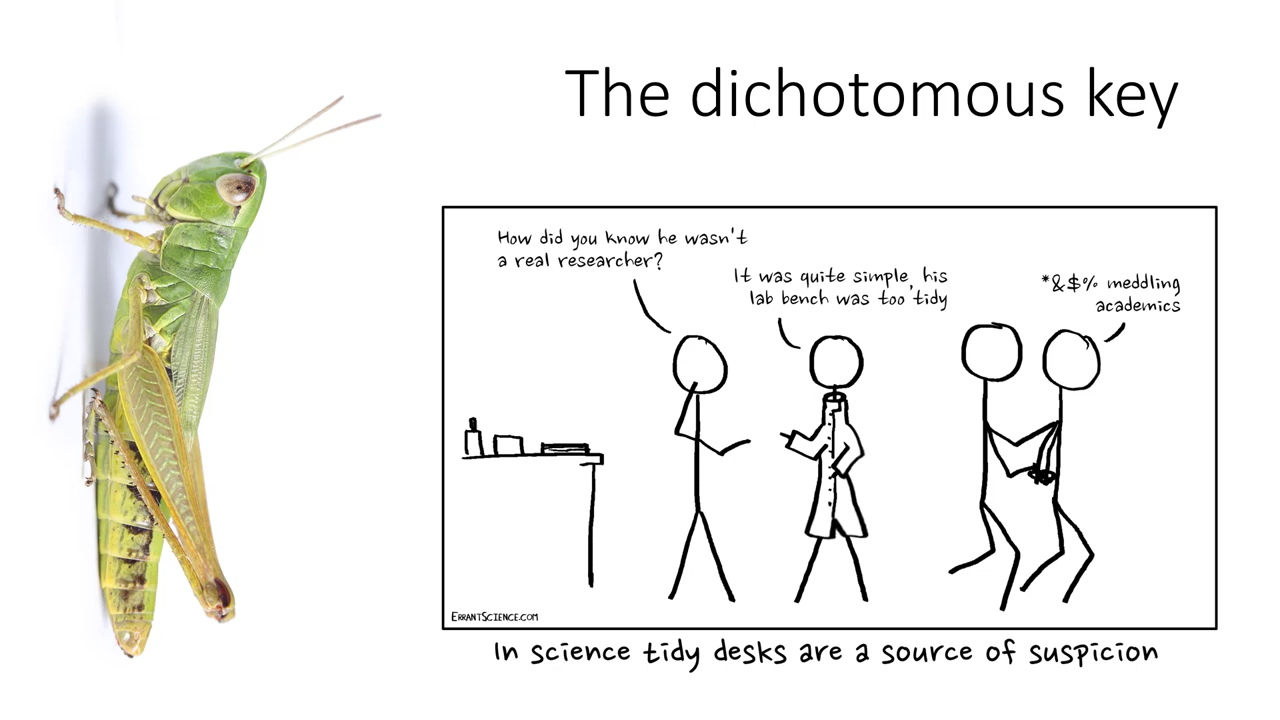 The dichotomous key
How did you know he wasn't
a real researcher?
It was quite simple, his
lab bench was too tidy
*&$% meddling
academics
ERRANTSCIENCE.COM
In science tidy desks are a source of suspicion